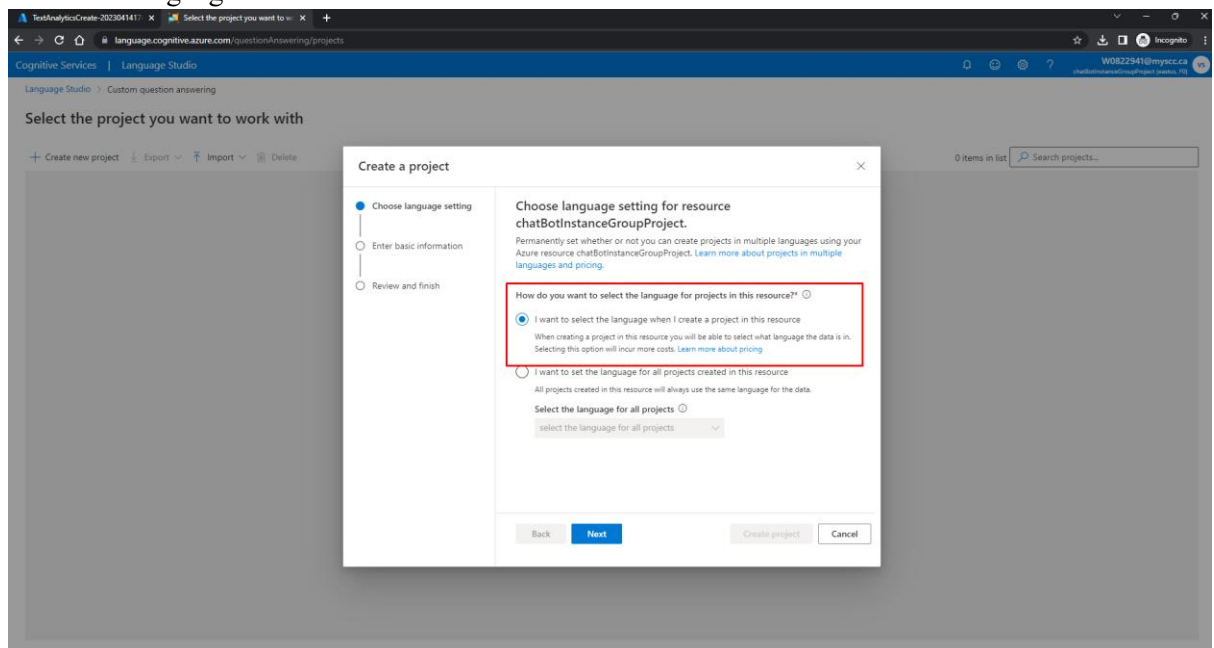 TextAnalyticsCreate-2023041417
Select the project you want to w
language.cognitive.azure.com/questionAnswering/projects
Incognito
Cognitive Services | Language Studio
W0822941@myscc.ca
chatBotInstanceGroupProject (eastus, F0)
VS
Language Studio > Custom question answering
Select the project you want to work with
+ Create new project Export Import Delete
0 items in list Search projects...
Create a project
Choose language setting
Enter basic information
Review and finish
Choose language setting for resource
chatBotInstanceGroupProject.
Permanently set whether or not you can create projects in multiple languages using your
Azure resource chatBotInstanceGroupProject. Learn more about projects in multiple
languages and pricing.
How do you want to select the language for projects in this resource?*
I want to select the language when I create a project in this resource
When creating a project in this resource you will be able to select what language the data is in.
Selecting this option will incur more costs. Learn more about pricing
I want to set the language for all projects created in this resource
All projects created in this resource will always use the same language for the data.
Select the language for all projects
select the language for all projects
Back Next Create project Cancel